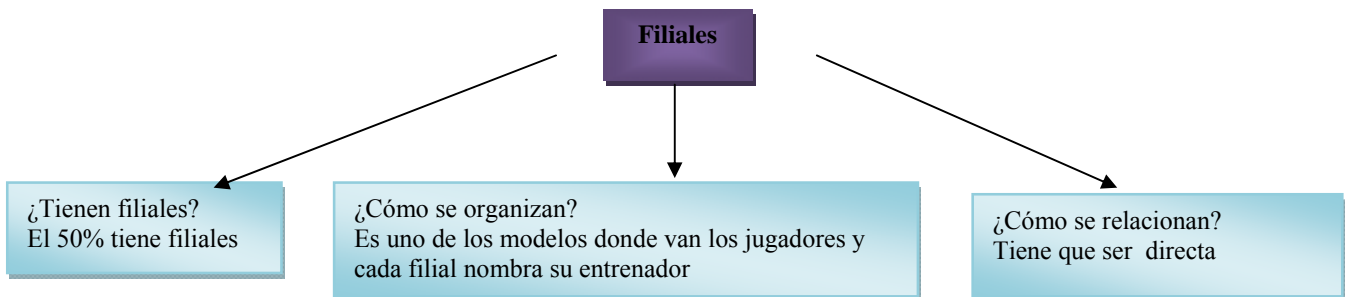 Filiales
¿Tienen filiales?
El 50% tiene filiales
¿Cómo se organizan?
Es uno de los modelos donde van los jugadores y
cada filial nombra su entrenador
¿Cómo se relacionan?
Tiene que ser directa